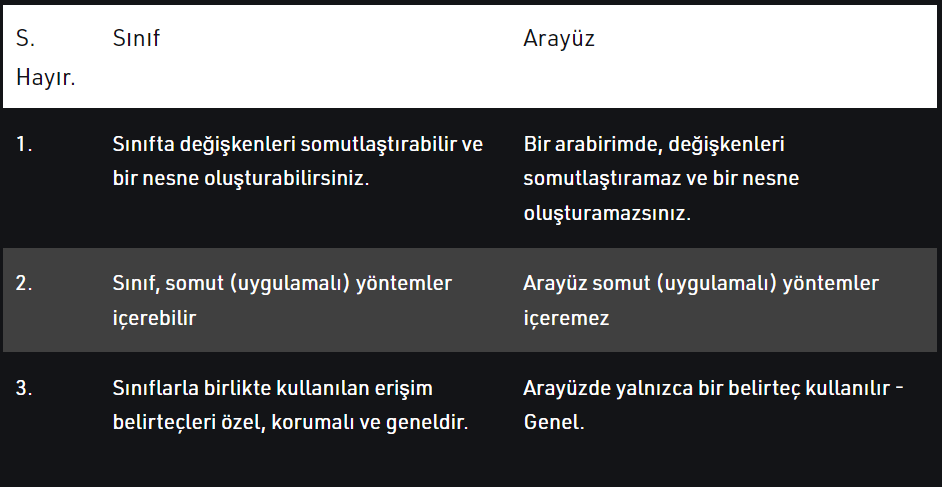 S. Hayır. Sınıf Arayüz
1. Sınıfta değişkenleri somutlaştırabilir ve
bir nesne oluşturabilirsiniz.
Bir arabirimde, değişkenleri
somutlaştıramaz ve bir nesne
oluşturamazsınız.
2. Sınıf, somut (uygulamalı) yöntemler
içerebilir
Arayüz somut (uygulamalı) yöntemler
içeremez
3. Sınıflarla birlikte kullanılan erişim
belirteçleri özel, korumalı ve geneldir.
Arayüzde yalnızca bir belirteç kullanılır -
Genel.